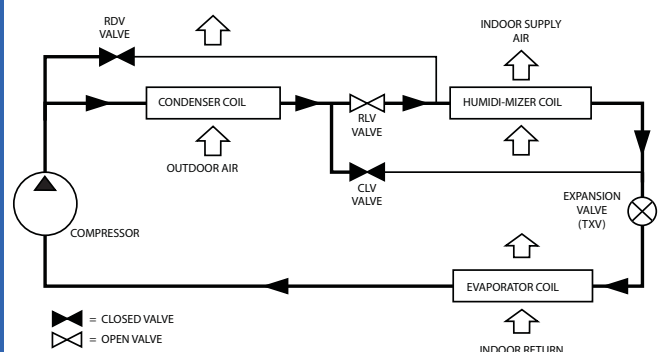 RDV
VALVE
INDOOR SUPPLY
AIR
CONDENSER COIL
HUMIDI-MIZER COIL
RLV
VALVE
OUTDOOR AIR
CLV
VALVE
EXPANSION
VALVE
(TXV)
COMPRESSOR
EVAPORATOR COIL
= CLOSED VALVE
= OPEN VALVE
INDOOR RETURN